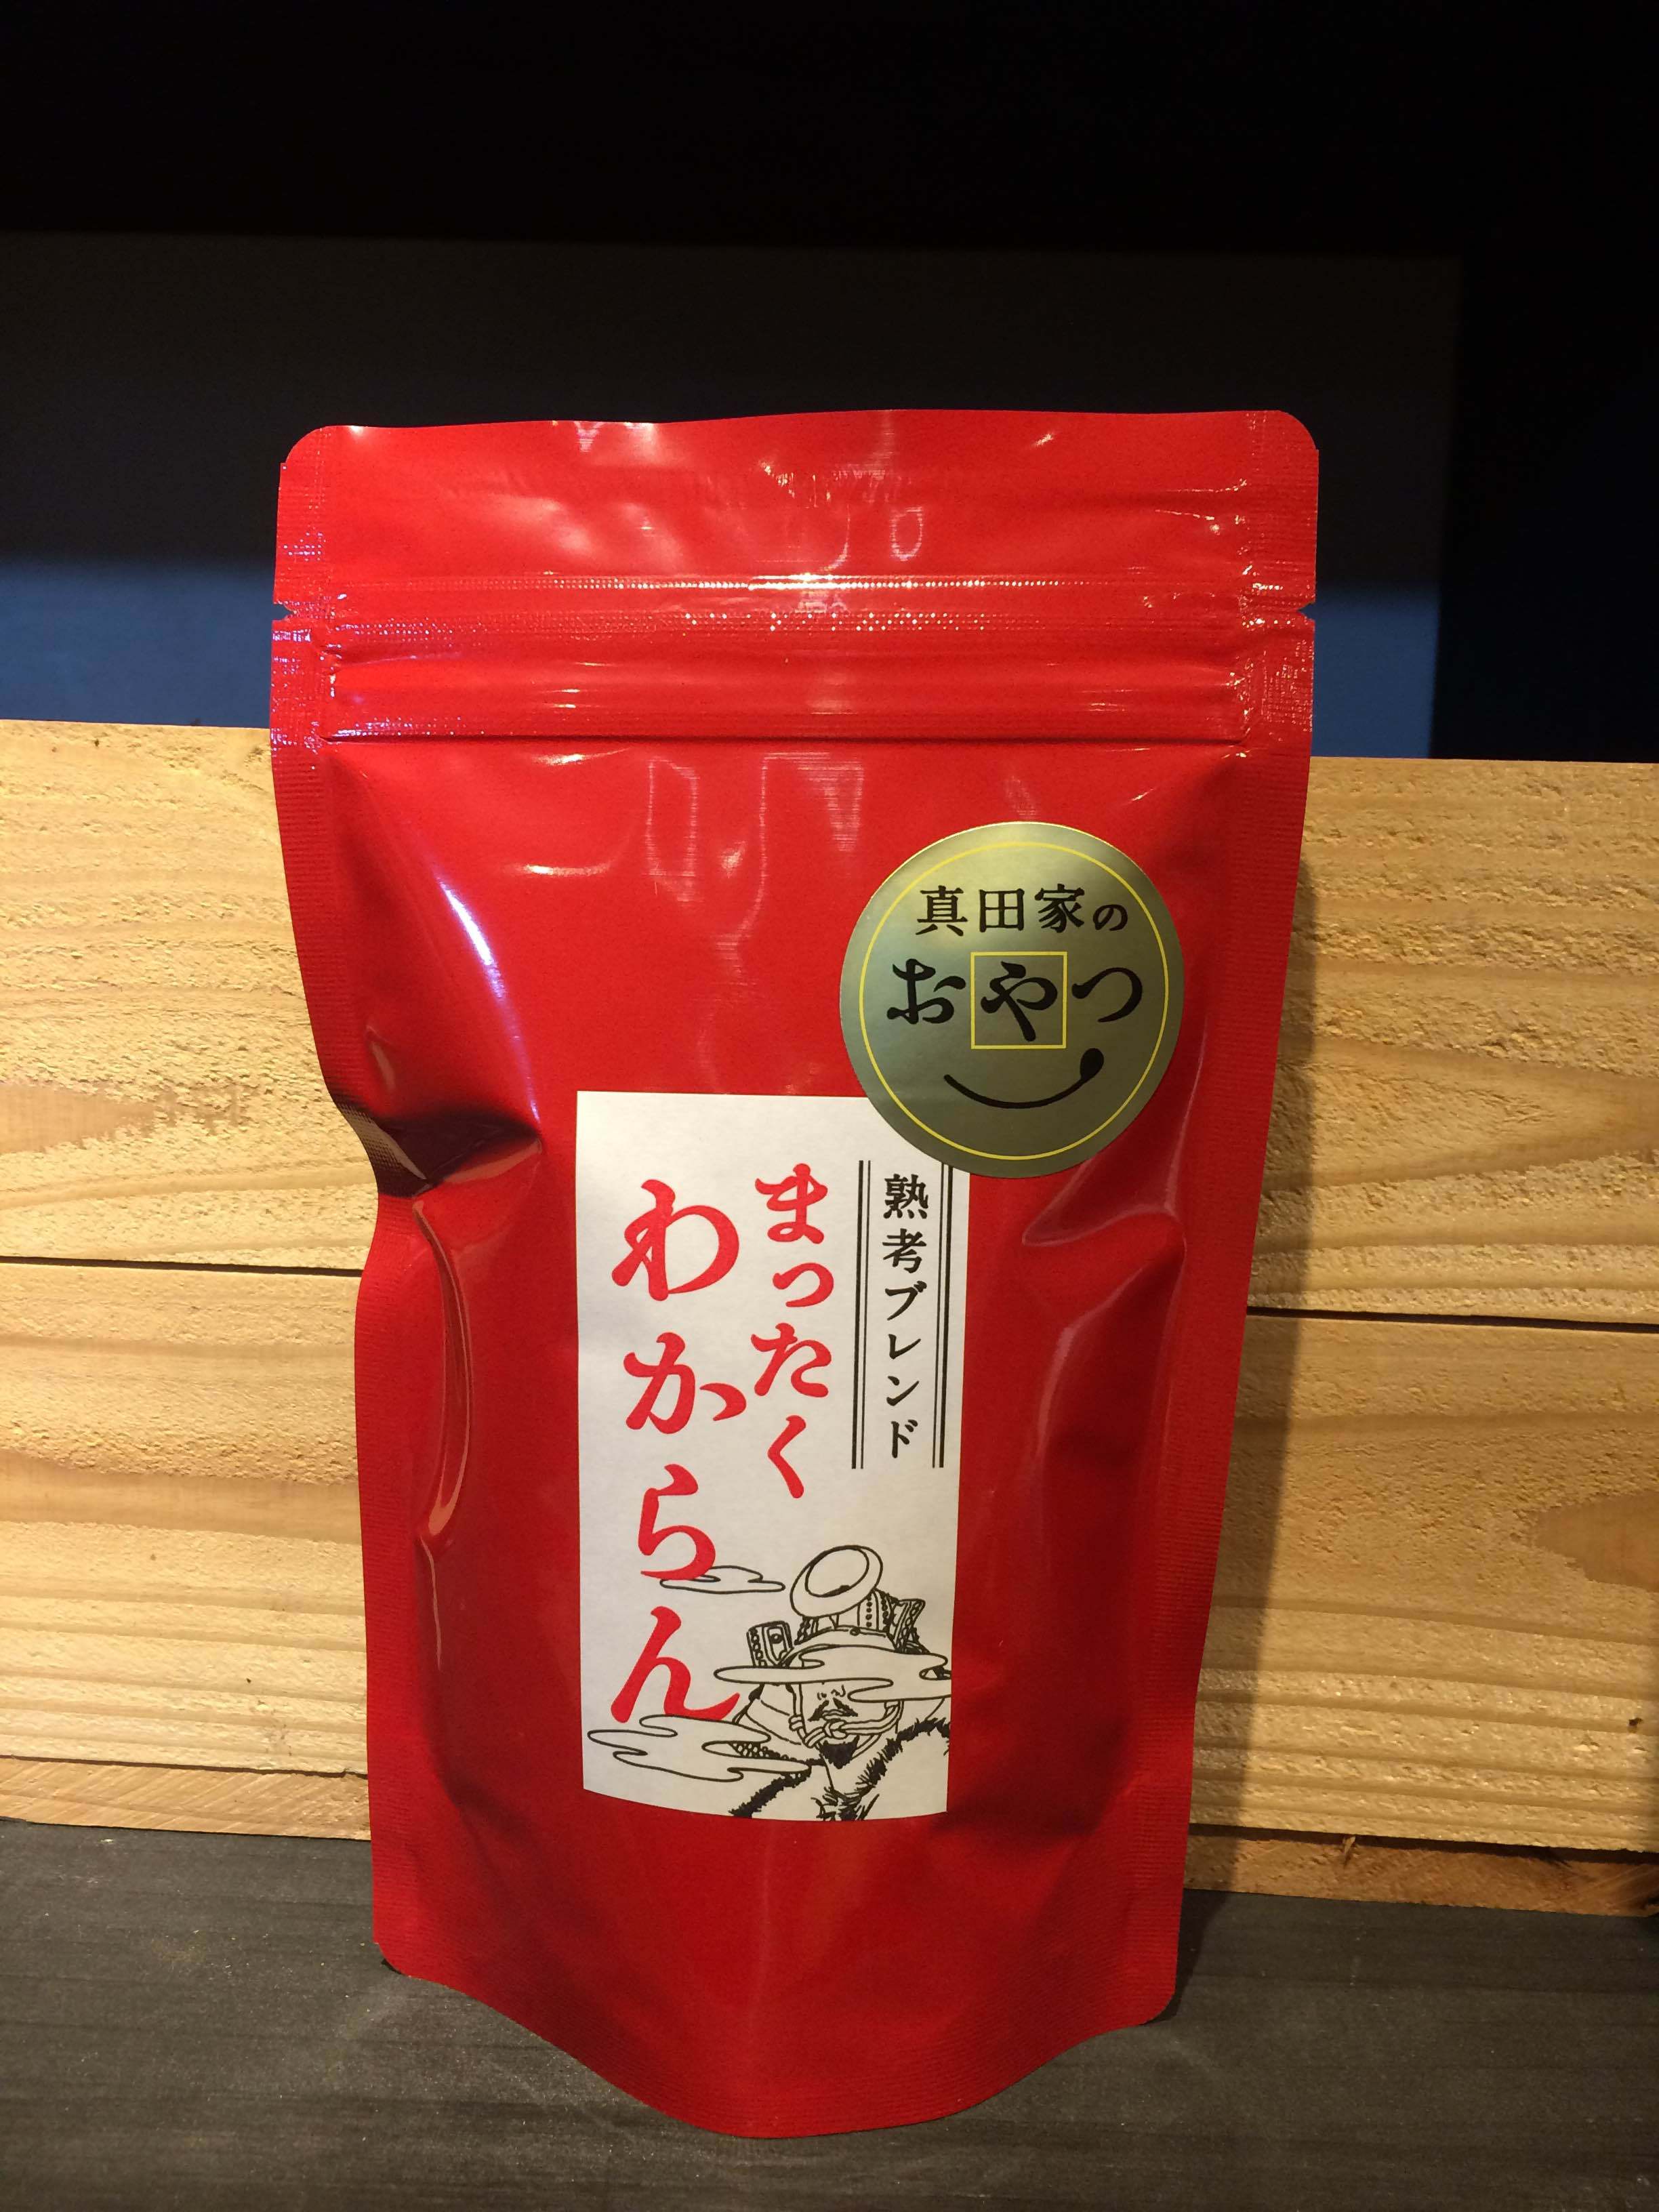 真田家の
おやつ
熟考ブレンド
まったく
わからん